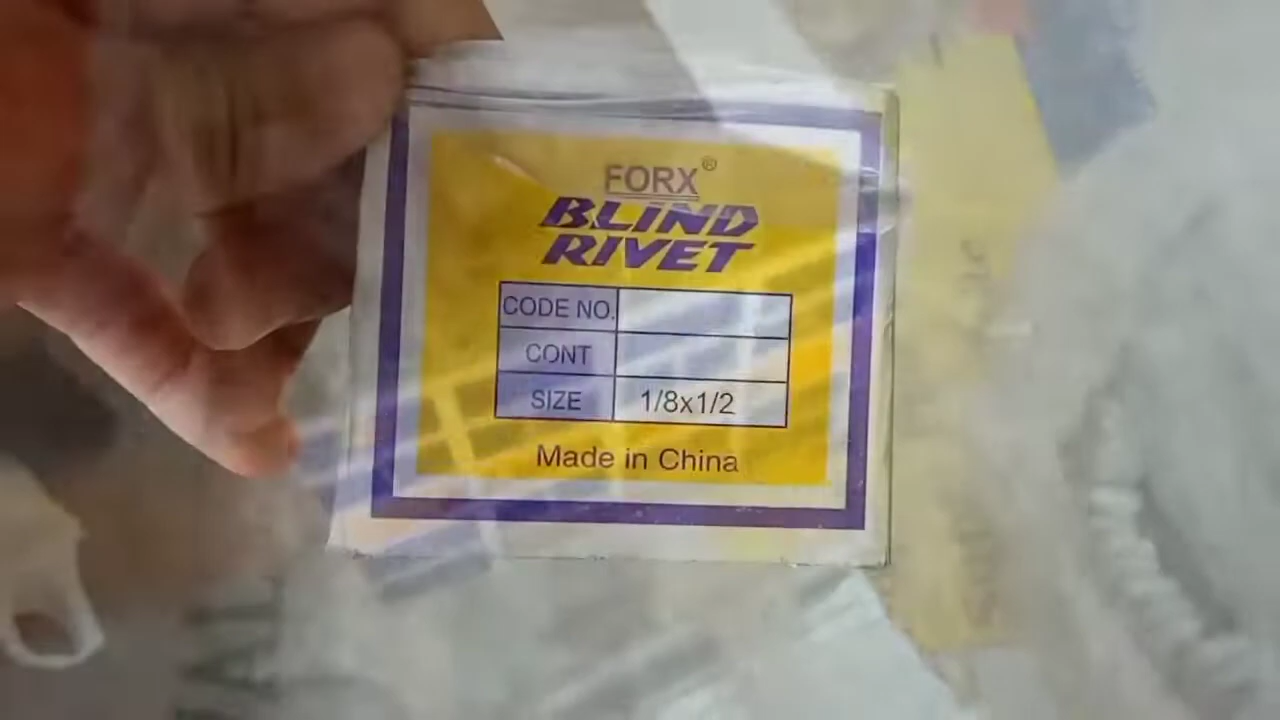 FORX®
BLIND
RIVET
CODE NO.
CONT
SIZE 1/8x1/2
Made in China